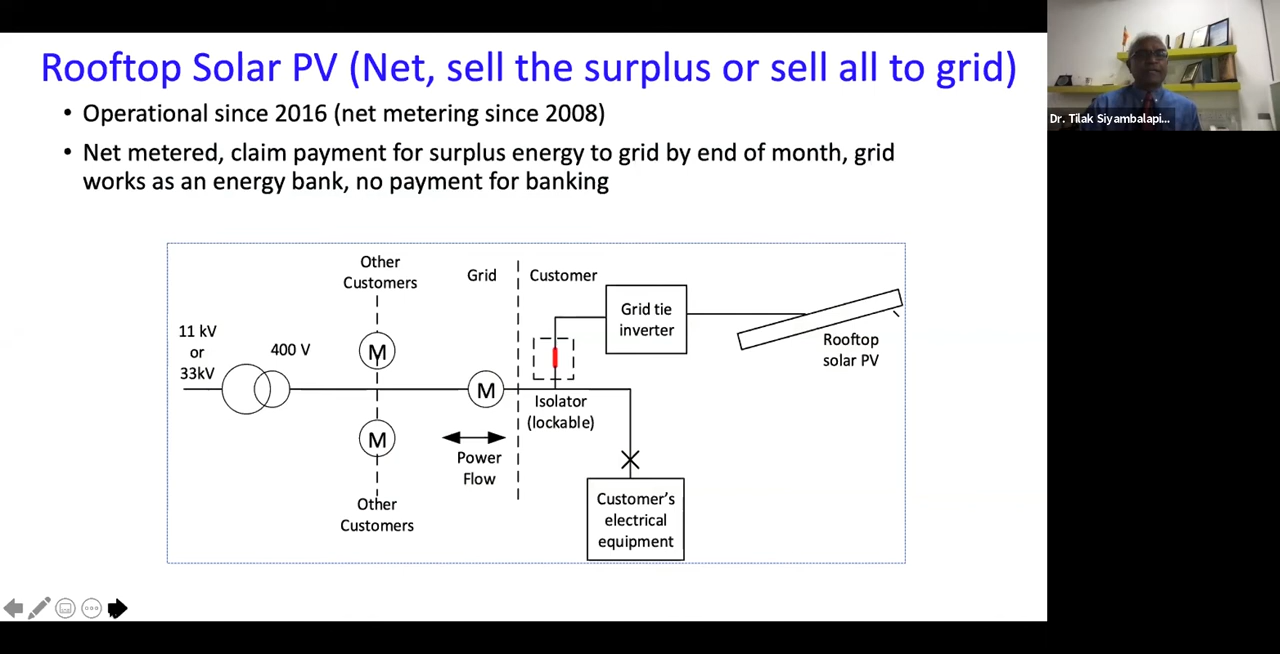 Rooftop Solar PV (Net, sell the surplus or sell all to grid)
• Operational since 2016 (net metering since 2008)
• Net metered, claim payment for surplus energy to grid by end of month, grid
works as an energy bank, no payment for banking
Dr. Tilak Siyambalapi...
Other
Customers
Grid
Customer
Grid tie
inverter
11 kV
or
33kV
400 V
M
Rooftop
solar PV
M
Isolator
(lockable)
M
Power
Flow
Other
Customers
Customer's
electrical
equipment